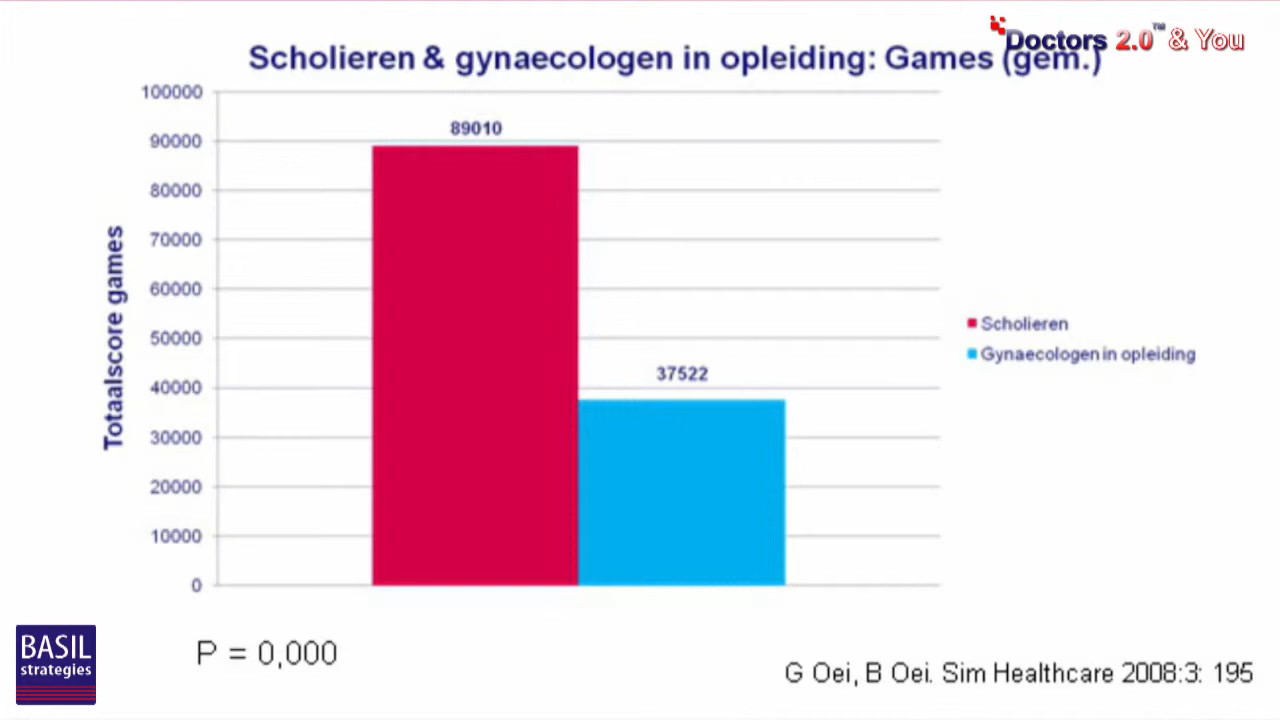 Doctors 2.0™ & You
Scholieren & gynaecologen in opleiding: Games (gem.)
100000
90000
80000
70000
60000
50000
40000
30000
20000
10000
0
Totaalscore games
89010
37522
Scholieren
Gynaecologen in opleiding
P = 0,000
G Oei, B Oei. Sim Healthcare 2008:3: 195
BASIL
strategies